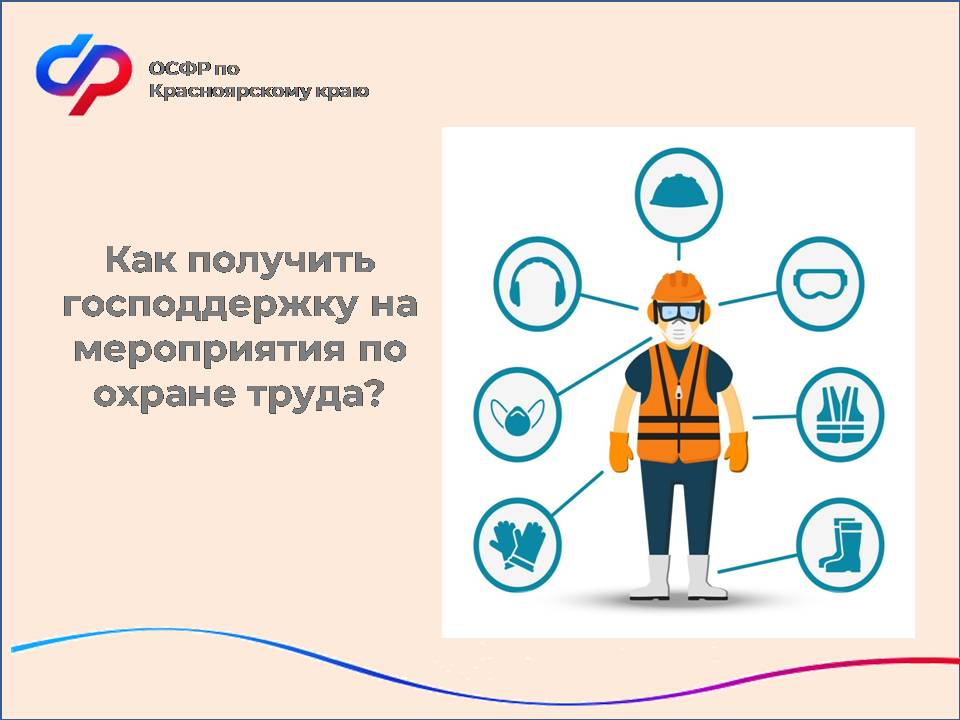 ОСФР по
Красноярскому краю
Как получить
господдержку на
мероприятия по
охране труда?